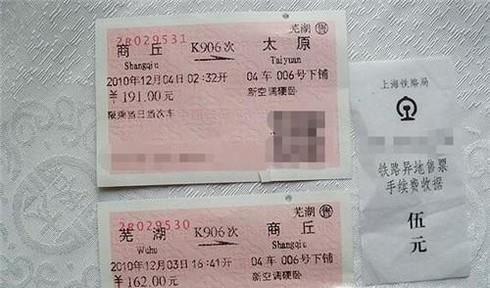 2R029531
芜湖 售
商丘 K906次 太原
Shangqiu Taiyuan
2010年12月04日02:32开 04车 006号下铺
¥191.00元 新空调硬卧
限乘当日当次车
2R029530
芜湖 售
芜湖 K906次 商丘
Wuhu Shangqiu
2010年12月03日16:41开 04车 006号下铺
¥162.00元 新空调硬卧
上海铁路局
铁路异地售票
手续费收据
伍
元